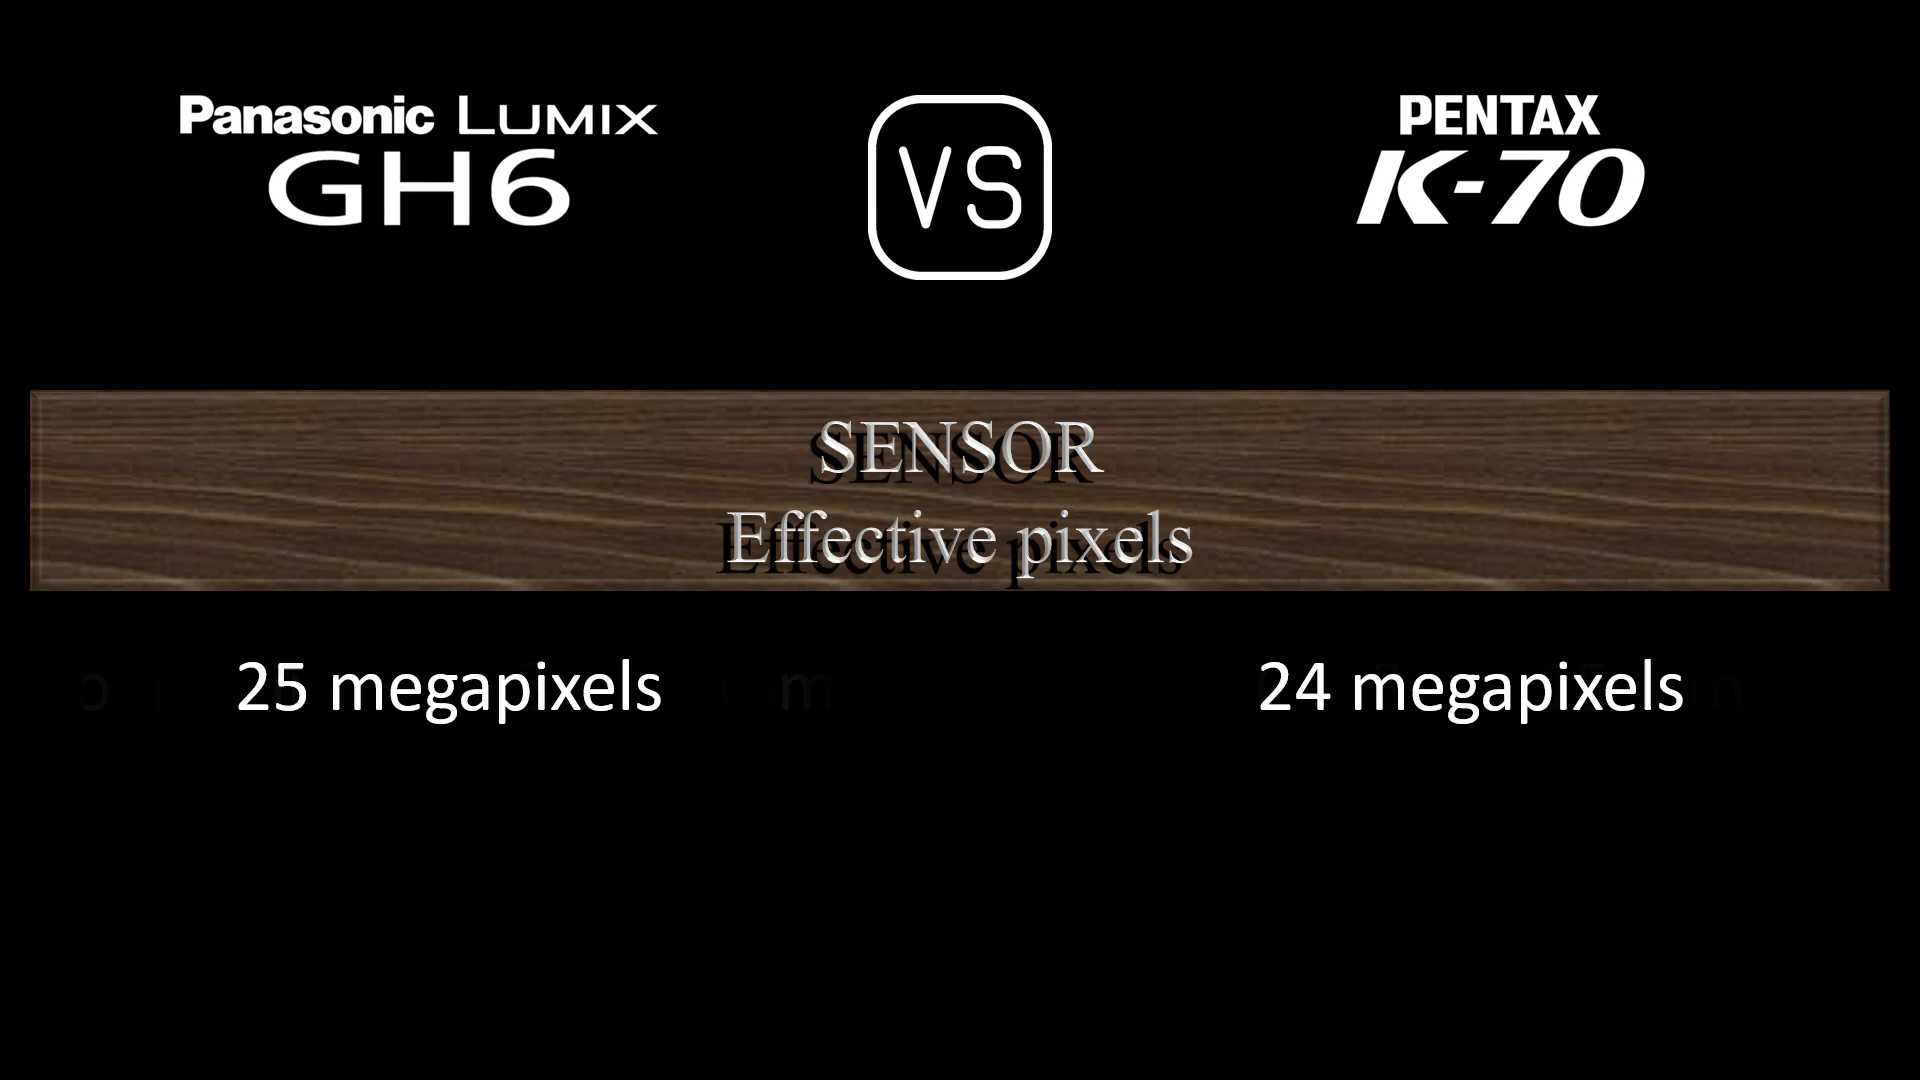 Panasonic LUMIX
GH6
VS
PENTAX
K-70
SENSOR
Effective pixels
25 megapixels
24 megapixels